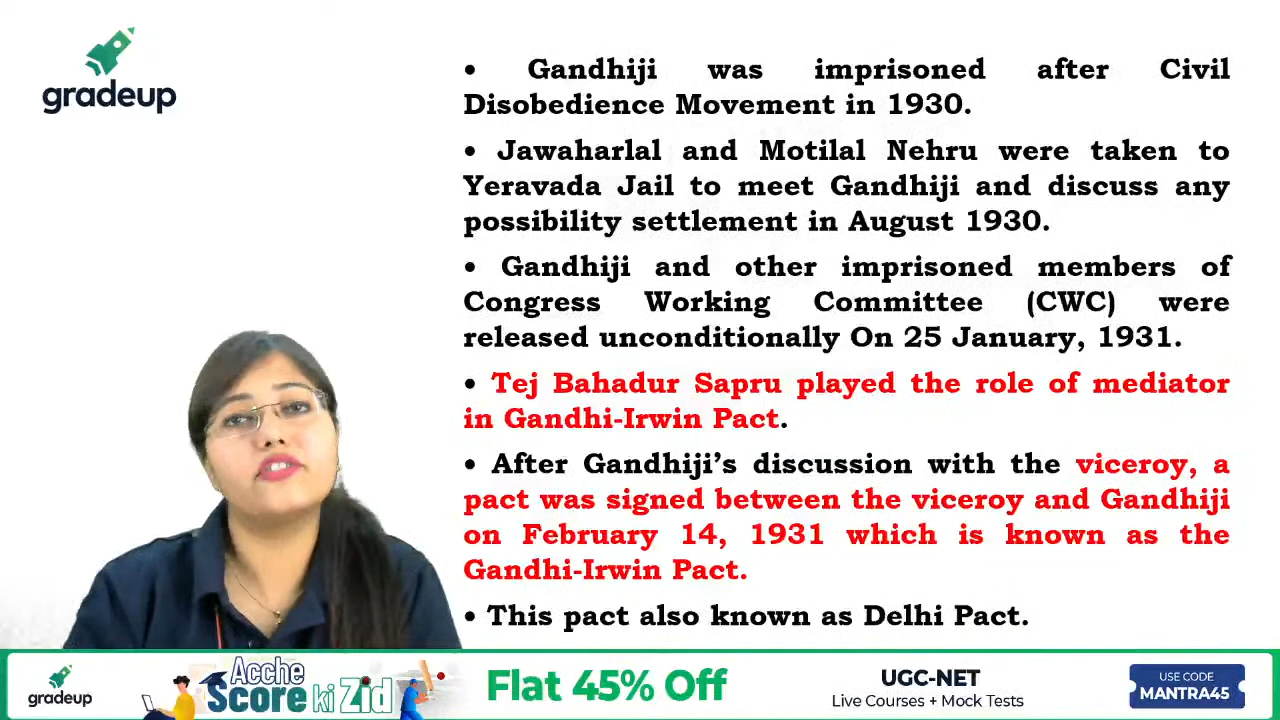 gradeup
• Gandhiji was imprisoned after Civil
Disobedience Movement in 1930.
• Jawaharlal and Motilal Nehru were taken to
Yeravada Jail to meet Gandhiji and discuss any
possibility settlement in August 1930.
• Gandhiji and other imprisoned members of
Congress Working Committee (CWC) were
released unconditionally On 25 January, 1931.
• Tej Bahadur Sapru played the role of mediator
in Gandhi-Irwin Pact.
• After Gandhiji’s discussion with the viceroy, a
pact was signed between the viceroy and Gandhiji
on February 14, 1931 which is known as the
Gandhi-Irwin Pact.
• This pact also known as Delhi Pact.
gradeup
Acche
Score ki Zid
Flat 45% Off
UGC-NET
Live Courses + Mock Tests
USE CODE
MANTRA45